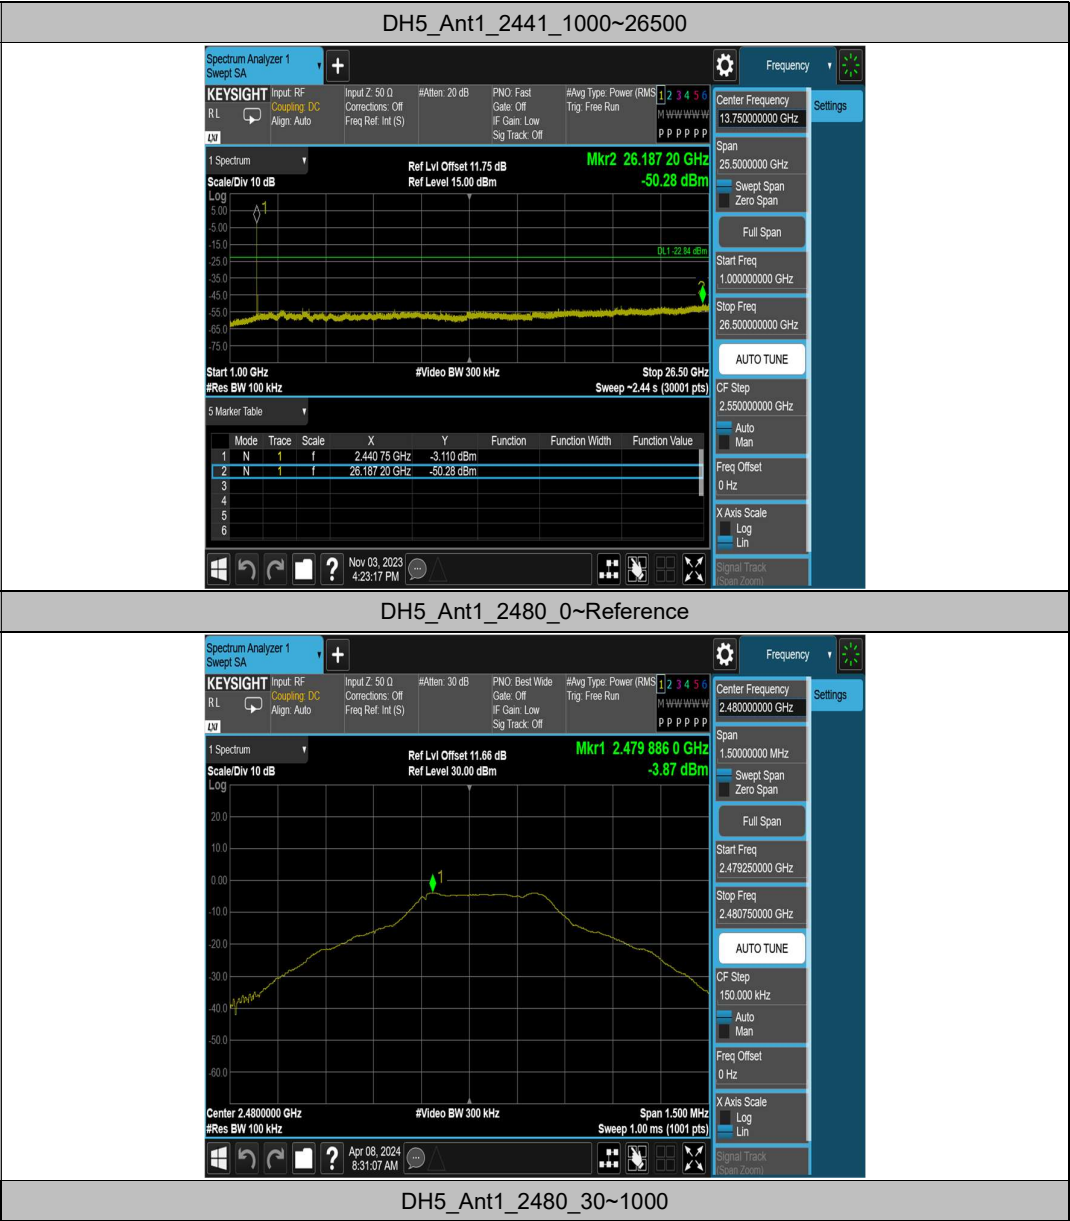 DH5_Ant1_2441_1000~26500
Spectrum Analyzer 1
Swept SA
Frequency
KEYSIGHT
RL
LXI
Input: RF
Coupling: DC
Align: Auto
Input Z: 50 Ω
Corrections: Off
Freq Ref: Int (S)
#Atten: 20 dB
PNO: Fast
Gate: Off
IF Gain: Low
Sig Track: Off
#Avg Type: Power (RMS
Trig: Free Run
1 2 3 4 5 6
M W W W W W
P P P P P P
Center Frequency
13.750000000 GHz
Settings
Span
25.5000000 GHz
Swept Span
Zero Span
Full Span
Start Freq
1.000000000 GHz
Stop Freq
26.500000000 GHz
AUTO TUNE
CF Step
2.550000000 GHz
Auto
Man
Freq Offset
0 Hz
X Axis Scale
Log
Lin
Signal Track
(Span Zoom)
1 Spectrum
Scale/Div 10 dB
Ref Lvl Offset 11.75 dB
Ref Level 15.00 dBm
Mkr2 26.187 20 GHz
-50.28 dBm
Log
5.00
-5.00
-15.0
-25.0
-35.0
-45.0
-55.0
-65.0
-75.0
1
DL1 -22.84 dBm
2
Start 1.00 GHz
#Res BW 100 kHz
#Video BW 300 kHz
Stop 26.50 GHz
Sweep ~2.44 s (30001 pts)
5 Marker Table
Mode Trace Scale X Y Function Function Width Function Value
1 N 1 f 2.440 75 GHz -3.110 dBm
2 N 1 f 26.187 20 GHz -50.28 dBm
3
4
5
6
Nov 03, 2023
4:23:17 PM
DH5_Ant1_2480_0~Reference
Spectrum Analyzer 1
Swept SA
Frequency
KEYSIGHT
RL
LXI
Input: RF
Coupling: DC
Align: Auto
Input Z: 50 Ω
Corrections: Off
Freq Ref: Int (S)
#Atten: 30 dB
PNO: Best Wide
Gate: Off
IF Gain: Low
Sig Track: Off
#Avg Type: Power (RMS
Trig: Free Run
1 2 3 4 5 6
M W W W W W
P P P P P P
Center Frequency
2.480000000 GHz
Settings
Span
1.50000000 MHz
Swept Span
Zero Span
Full Span
Start Freq
2.479250000 GHz
Stop Freq
2.480750000 GHz
AUTO TUNE
CF Step
150.000 kHz
Auto
Man
Freq Offset
0 Hz
X Axis Scale
Log
Lin
Signal Track
(Span Zoom)
1 Spectrum
Scale/Div 10 dB
Ref Lvl Offset 11.66 dB
Ref Level 30.00 dBm
Mkr1 2.479 886 0 GHz
-3.87 dBm
Log
20.0
10.0
0.00
-10.0
-20.0
-30.0
-40.0
-50.0
-60.0
1
Center 2.4800000 GHz
#Res BW 100 kHz
#Video BW 300 kHz
Span 1.500 MHz
Sweep 1.00 ms (1001 pts)
Apr 08, 2024
8:31:07 AM
DH5_Ant1_2480_30~1000